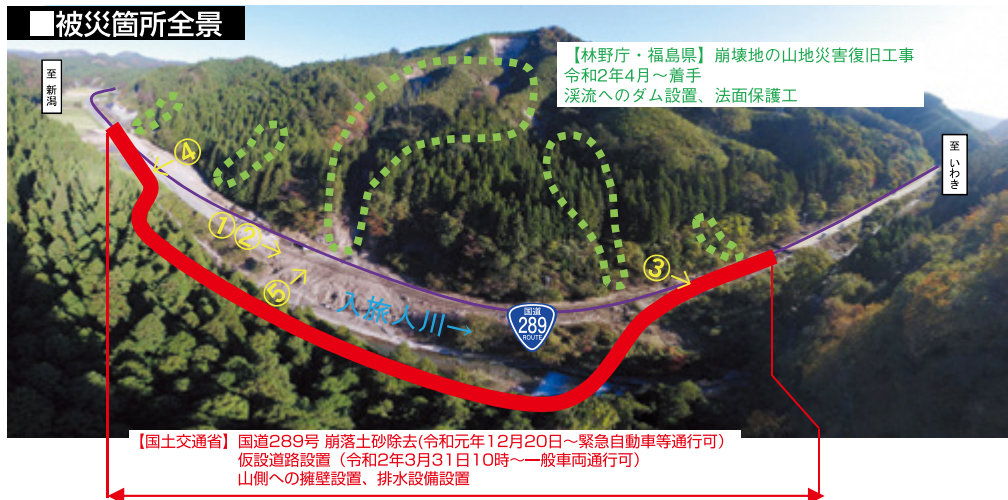 ■被災箇所全景
【林野庁・福島県】崩壊地の山地災害復旧工事
令和2年4月～着手
渓流へのダム設置、法面保護工
至 新潟
至 いわき
④
①②→
③
⑤
入旅人川→
国道
289
ROUTE
【国土交通省】国道289号 崩落土砂除去(令和元年12月20日～緊急自動車等通行可)
仮設道路設置（令和2年3月31日10時～一般車両通行可）
山側への擁壁設置、排水設備設置